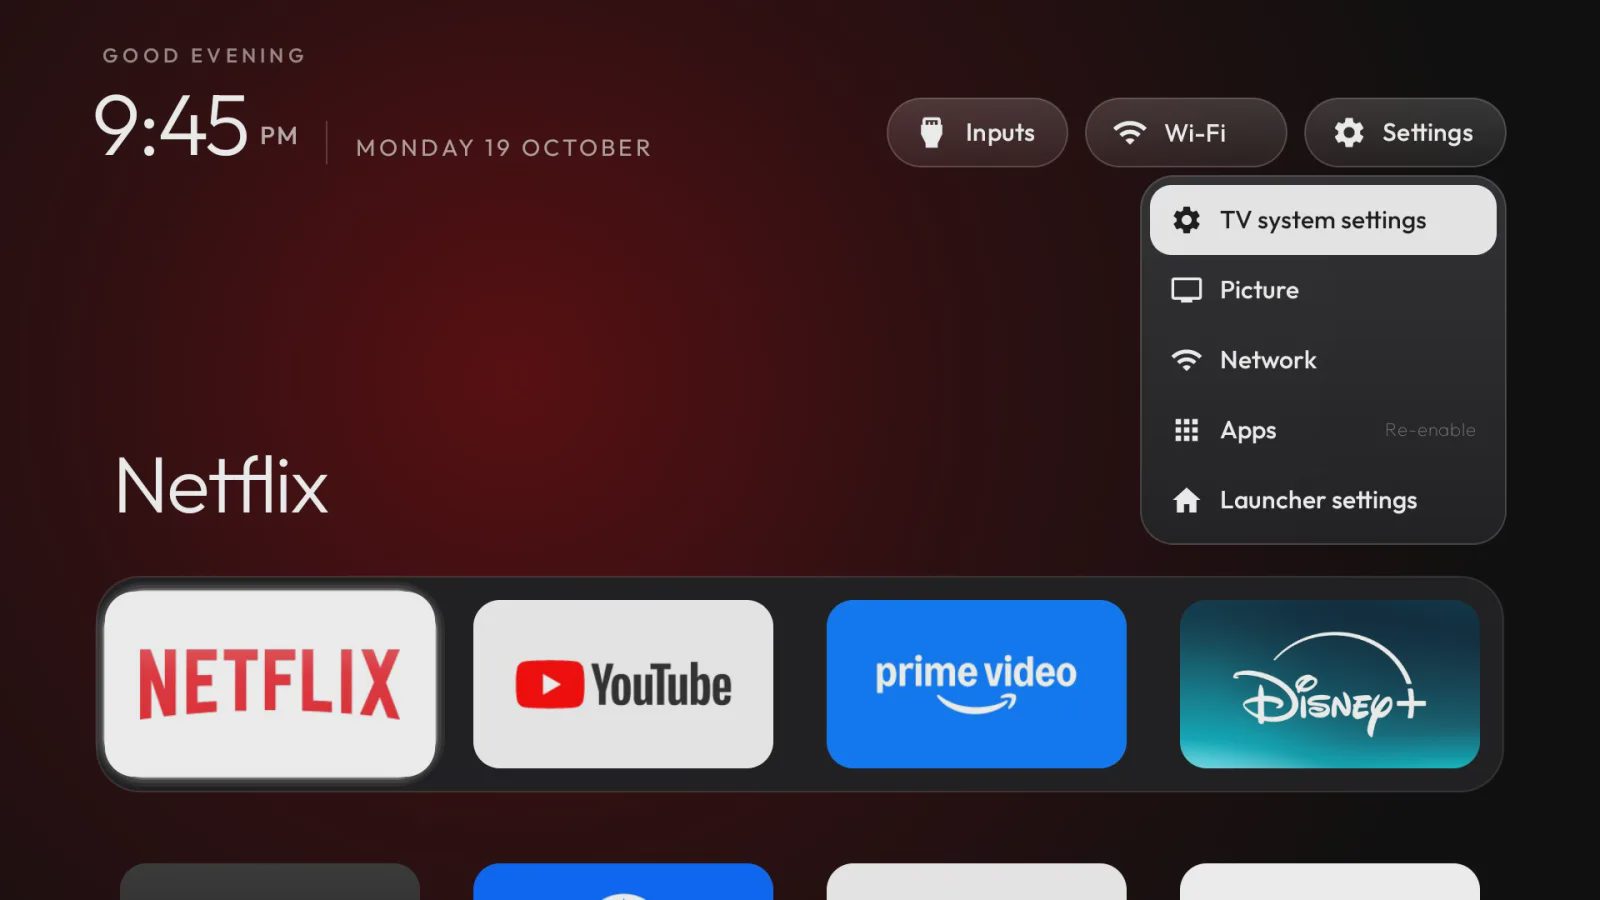 GOOD EVENING
9:45 PM
MONDAY 19 OCTOBER
Inputs
Wi-Fi
Settings
TV system settings
Picture
Network
Apps
Re-enable
Launcher settings
Netflix
NETFLIX
YouTube
prime video
Disney+